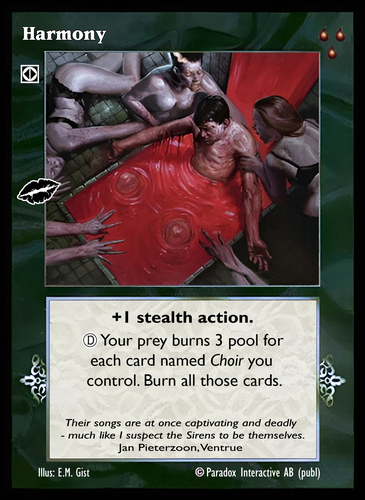 Harmony
+1 stealth action.
Ⓓ Your prey burns 3 pool for
each card named Choir you
control. Burn all those cards.
Their songs are at once captivating and deadly
- much like I suspect the Sirens to be themselves.
Jan Pieterzoon, Ventrue
Illus: E.M. Gist
© Paradox Interactive AB (publ)